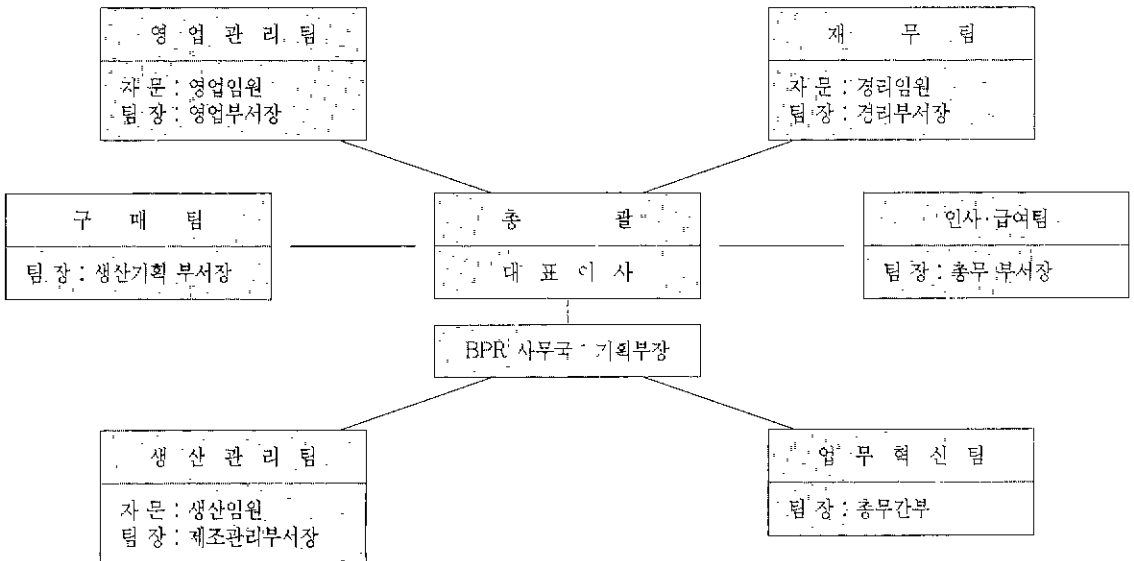 영 업 관 리 팀
자 문 : 영업임원
팀 장 : 영업부서장
재 무 팀
자 문 : 경리임원
팀 장 : 경리부서장
구 매 팀
팀 장 : 생산기획 부서장
총 괄
대 표 이 사
인사·급여팀
팀 장 : 총무 부서장
BPR 사무국 : 기획부장
생 산 관 리 팀
자 문 : 생산임원
팀 장 : 제조관리부서장
업 무 혁 신 팀
팀 장 : 총무간부